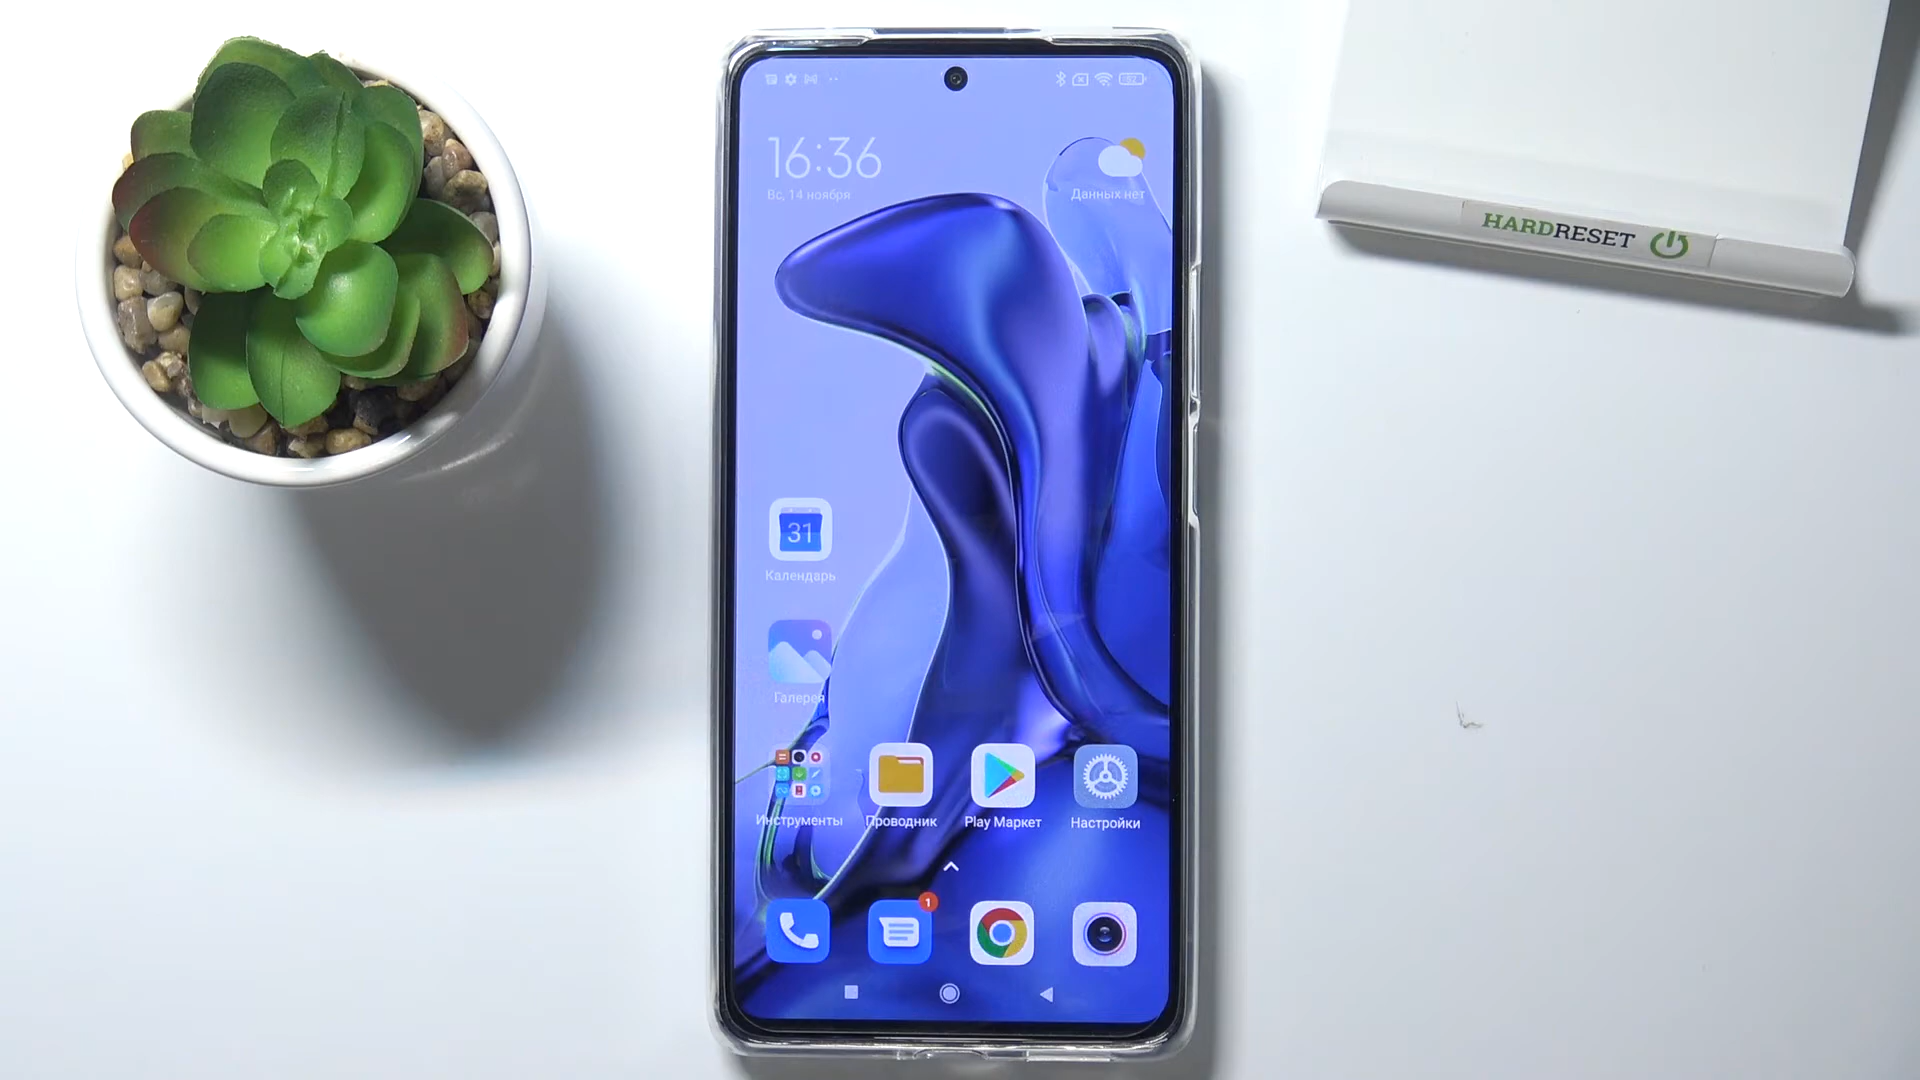 16:36
Вс, 14 ноября
Данных нет
HARDRESET
31
Календарь
Галерея
Инструменты
Проводник
Play Маркет
Настройки
1